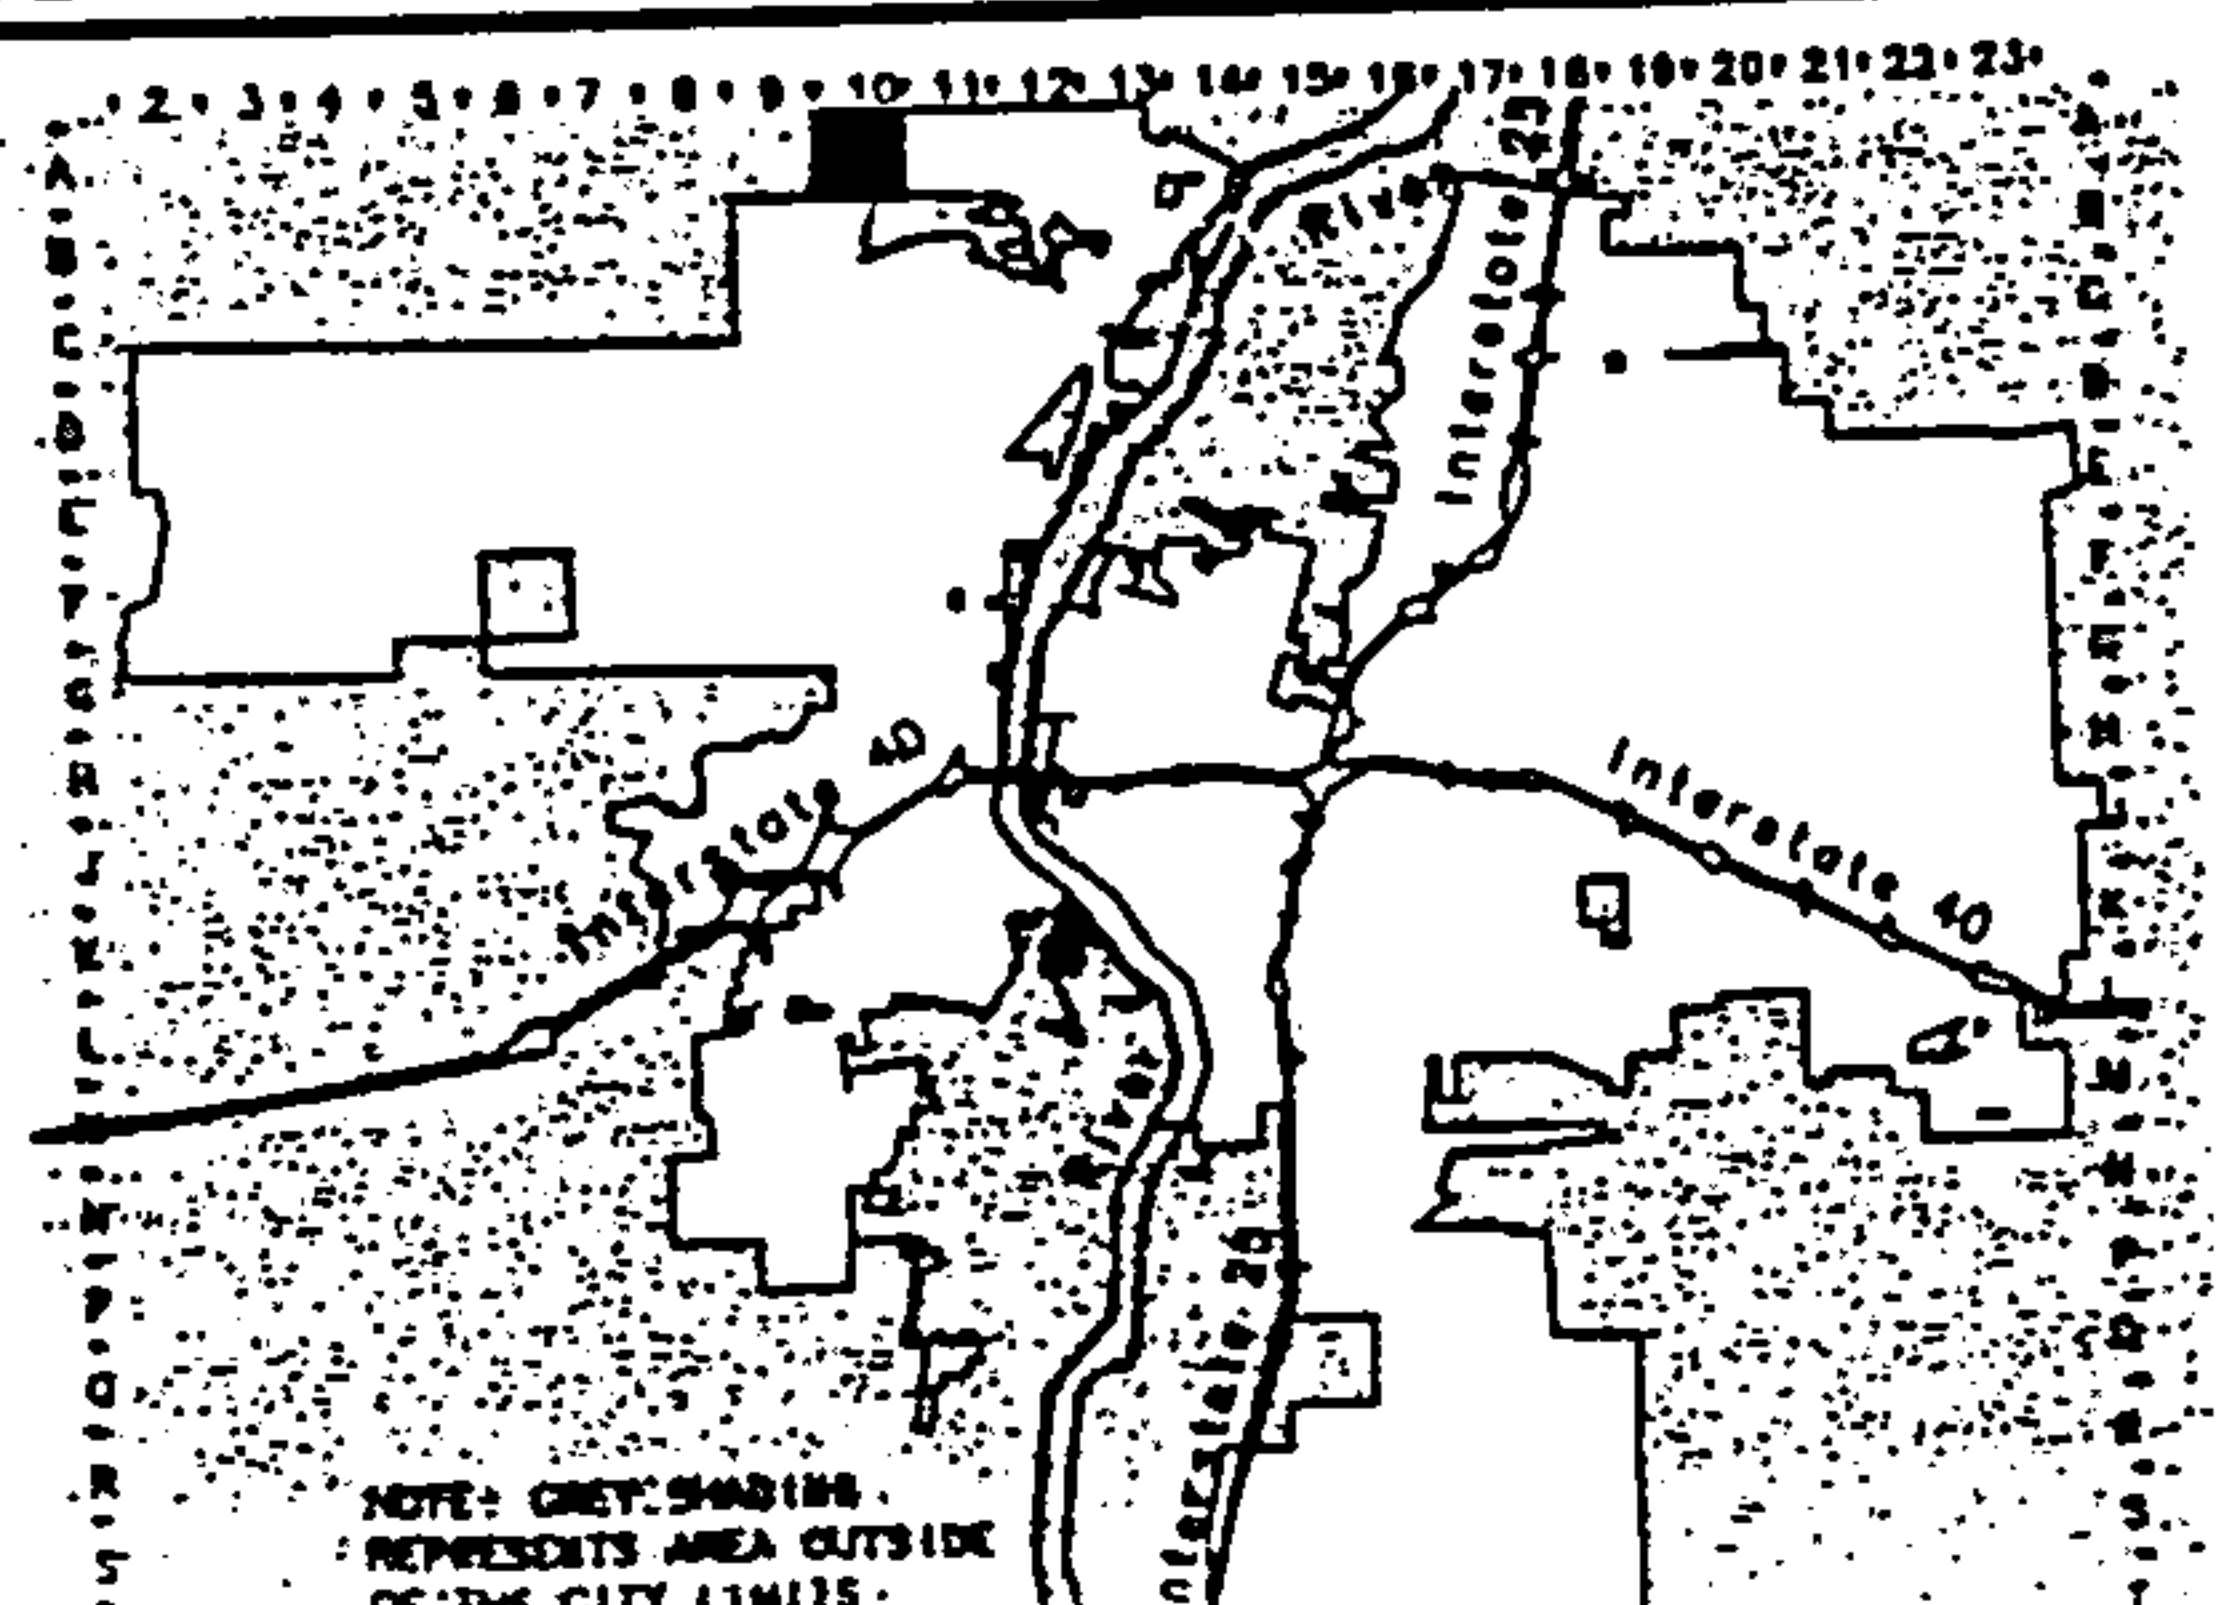 2 3 4 5 6 7 8 9 10 11 12 13 14 15 16 17 18 19 20 21 22 23
A
B
C
D
E
F
G
H
J
K
L
M
N
P
Q
R
S
River
Interstate 25
Interstate 40
Interstate 40
River
Interstate 25
NOTE: GREY SHADING
REPRESENTS AREA OUTSIDE
OF THE CITY LIMITS.